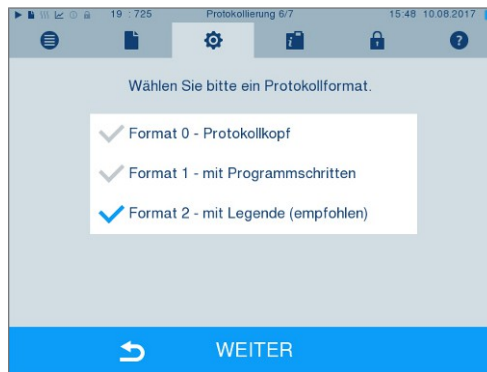 19 : 725 Protokollierung 6/7 15:48 10.08.2017
Wählen Sie bitte ein Protokollformat.
Format 0 - Protokollkopf
Format 1 - mit Programmschritten
Format 2 - mit Legende (empfohlen)
WEITER